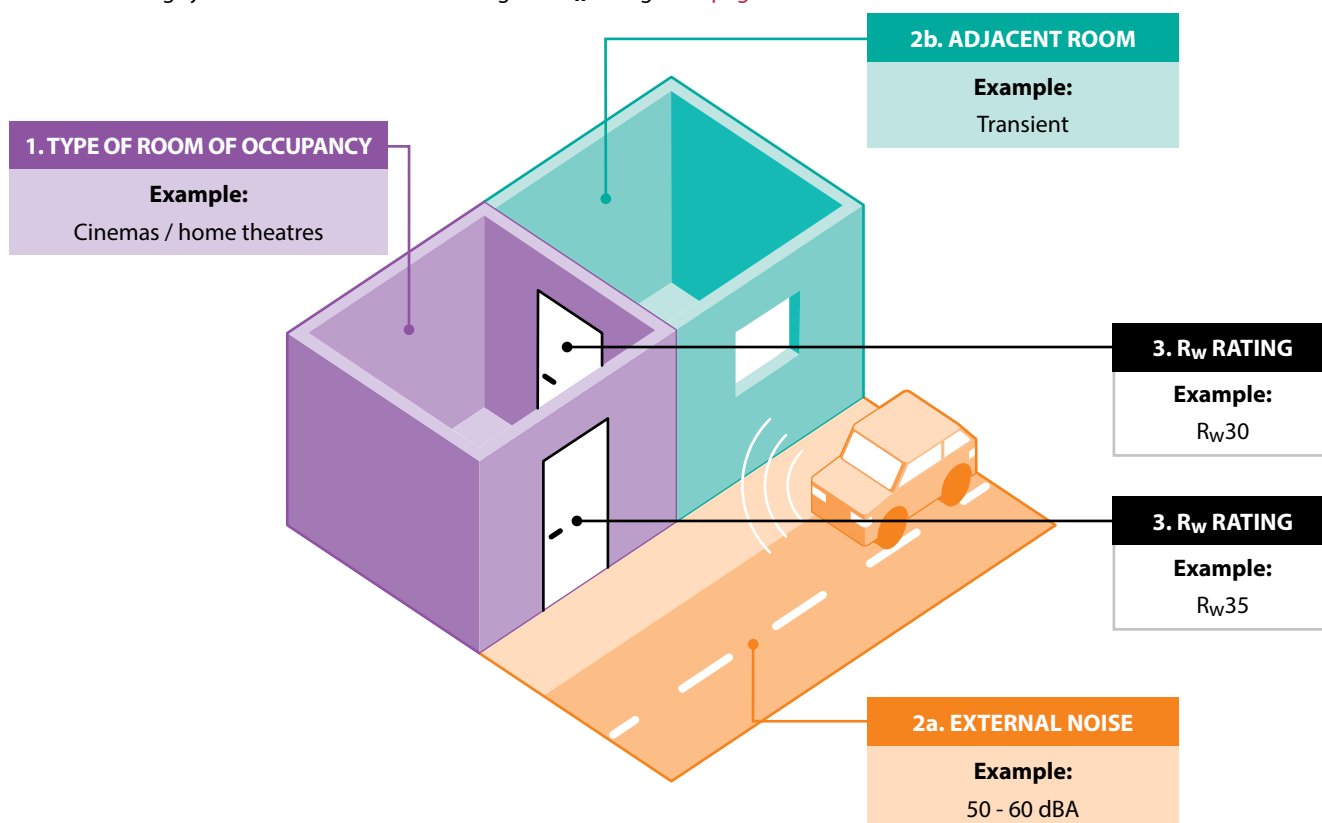 2b. ADJACENT ROOM
Example:
Transient
1. TYPE OF ROOM OF OCCUPANCY
Example:
Cinemas / home theatres
3. RW RATING
Example:
RW30
3. RW RATING
Example:
RW35
2a. EXTERNAL NOISE
Example:
50 - 60 dBA